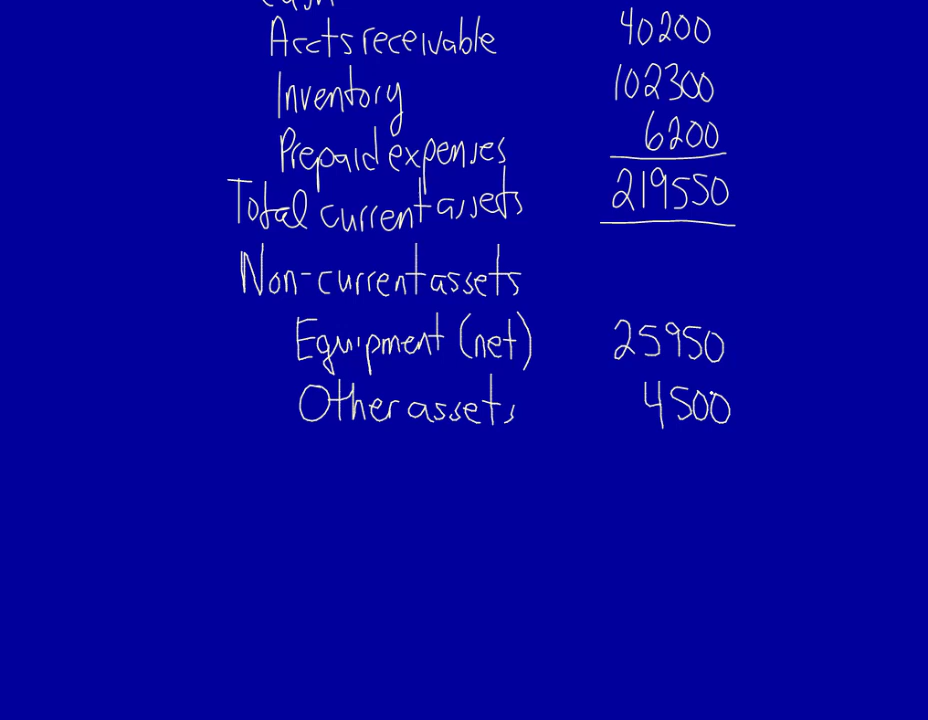 Cash
Accts receivable 40200
Inventory 102300
Prepaid expenses 6200
Total current assets 219550
Non-current assets
Equipment (net) 25950
Other assets 4500